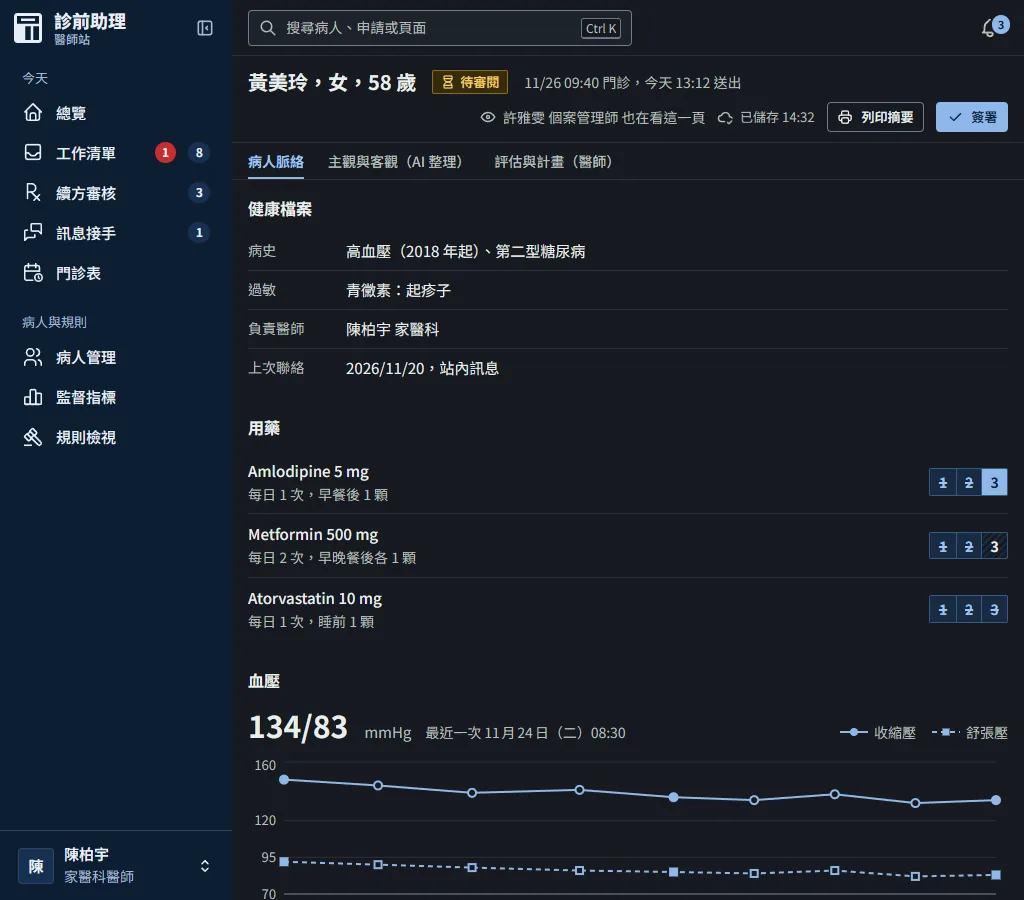 診前助理
醫師站
今天
總覽
工作清單 1 8
續方審核 3
訊息接手 1
門診表
病人與規則
病人管理
監督指標
規則檢視
陳
陳柏宇
家醫科醫師
搜尋病人、申請或頁面 Ctrl K
3
黃美玲，女，58 歲 待審閱 11/26 09:40 門診，今天 13:12 送出
許雅雯 個案管理師 也在看這一頁 已儲存 14:32 列印摘要 簽署
病人脈絡 主觀與客觀（AI 整理） 評估與計畫（醫師）
健康檔案
病史 高血壓（2018 年起）、第二型糖尿病
過敏 青黴素：起疹子
負責醫師 陳柏宇 家醫科
上次聯絡 2026/11/20，站內訊息
用藥
Amlodipine 5 mg
每日 1 次，早餐後 1 顆
1 2 3
Metformin 500 mg
每日 2 次，早晚餐後各 1 顆
1 2 3
Atorvastatin 10 mg
每日 1 次，睡前 1 顆
1 2 3
血壓
134/83 mmHg 最近一次 11 月 24 日（二）08:30 收縮壓 舒張壓
160
120
95
70